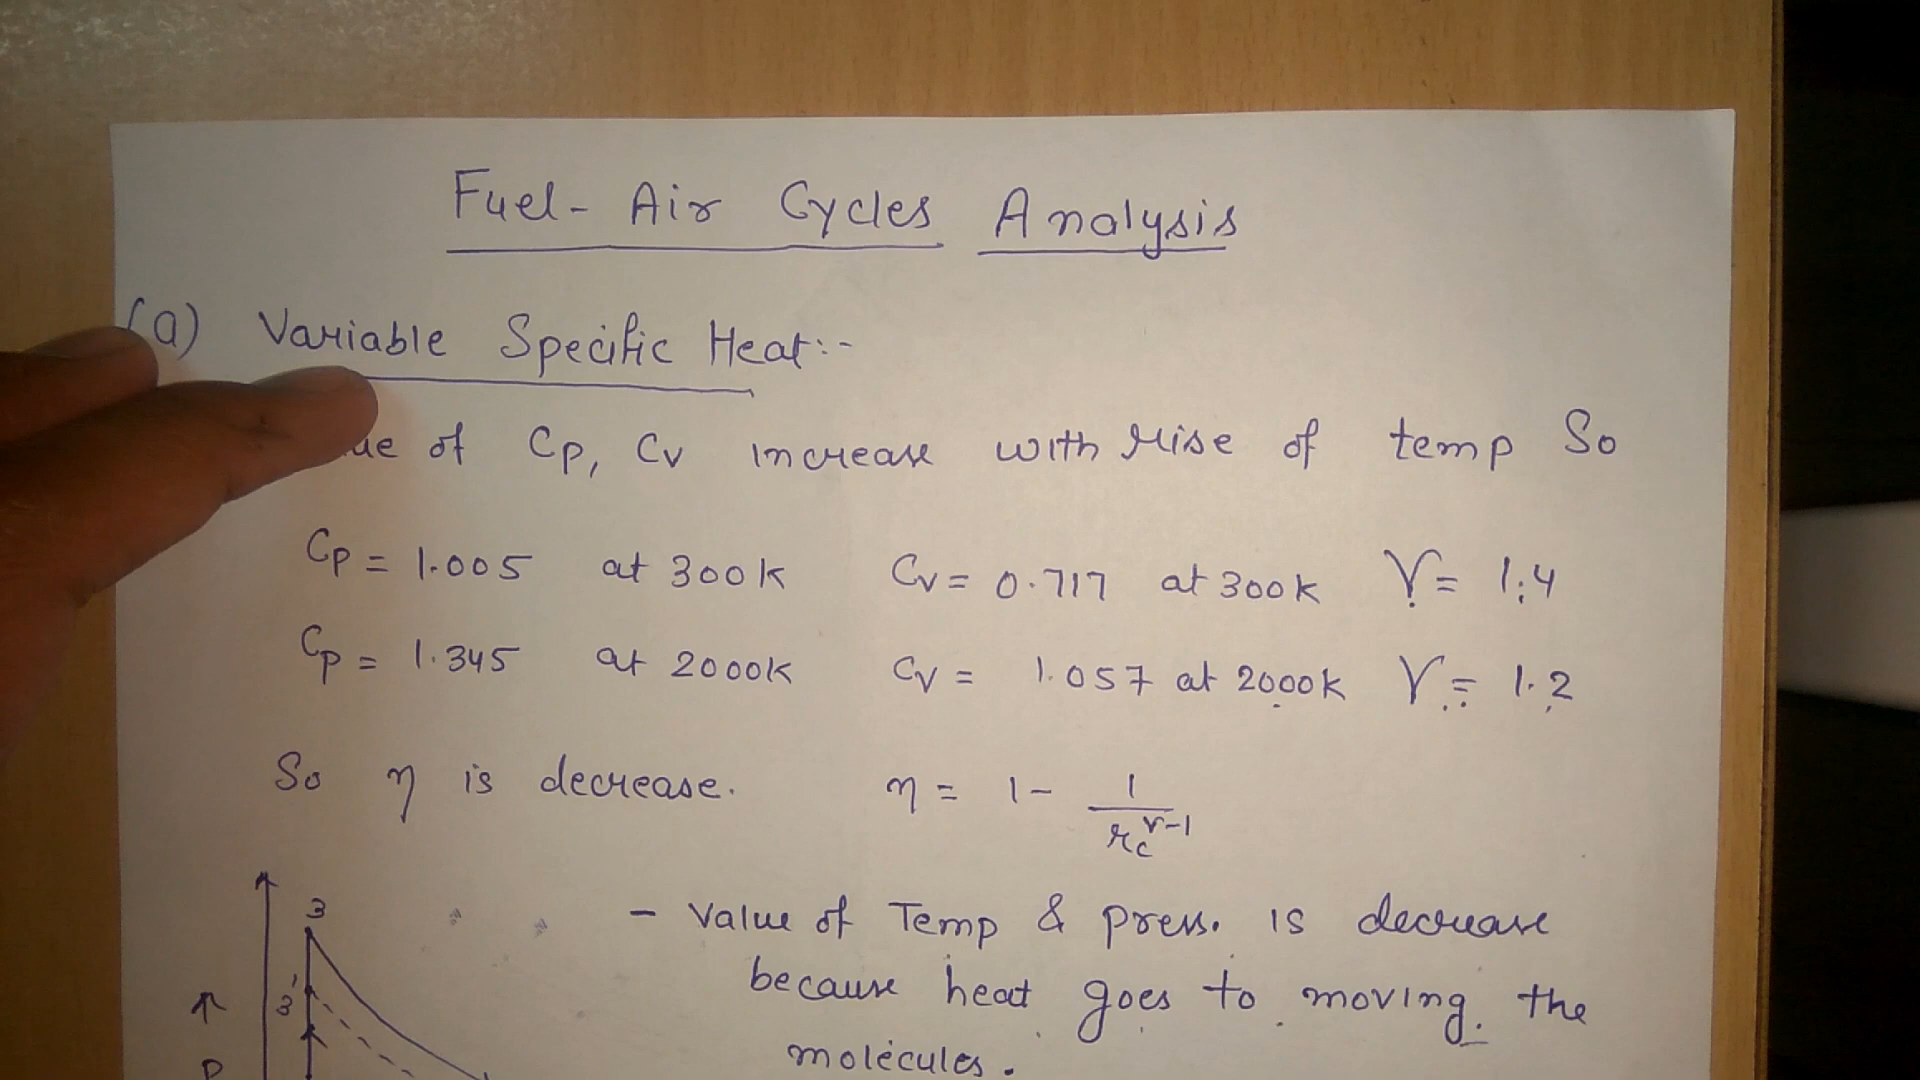 Fuel- Air Cycles Analysis
(a) Variable Specific Heat:-
of Cp, Cv increase with rise of temp So
Cp = 1.005 at 300k Cv = 0.717 at 300k γ = 1.4
Cp = 1.345 at 2000k Cv = 1.057 at 2000k γ = 1.2
So η is decrease. η = 1 - 1/rc^γ-1
3
- Value of Temp & press. is decrease
because heat goes to moving the
3'
molecules.
P